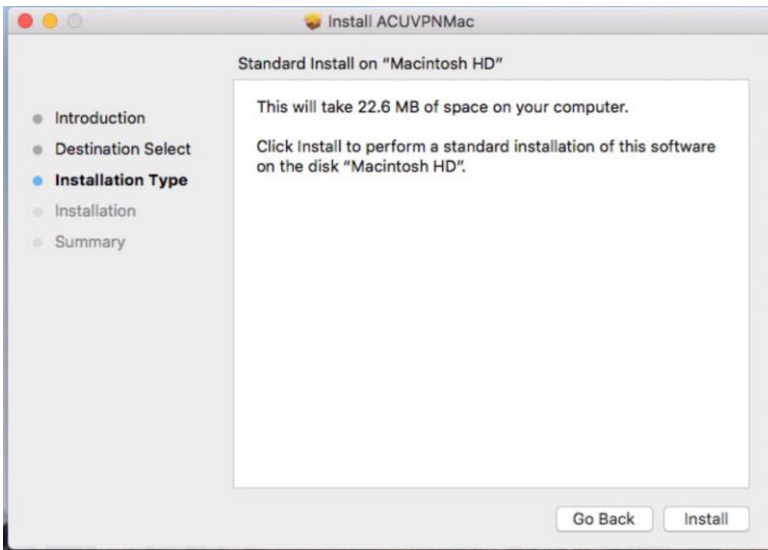 Install ACUVPNMac
Standard Install on “Macintosh HD”
Introduction
Destination Select
Installation Type
Installation
Summary
This will take 22.6 MB of space on your computer.
Click Install to perform a standard installation of this software
on the disk “Macintosh HD”.
Go Back
Install